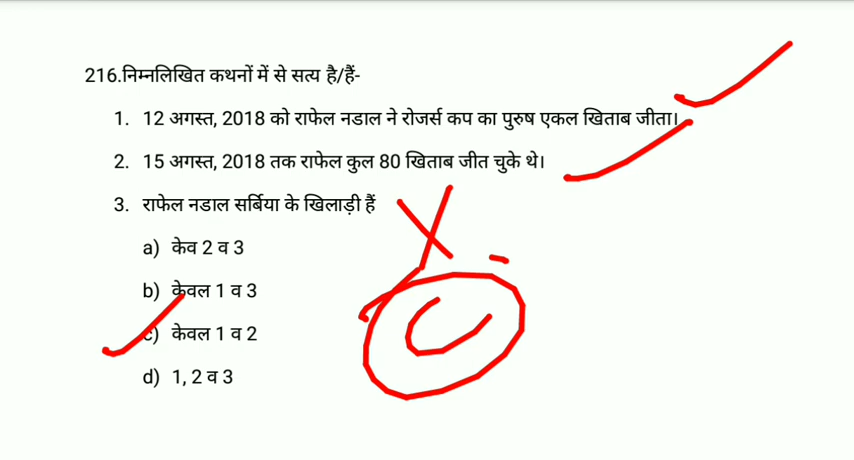 216.निम्नलिखित कथनों में से सत्य है/हैं-
1. 12 अगस्त, 2018 को राफेल नडाल ने रोजर्स कप का पुरुष एकल खिताब जीता।
2. 15 अगस्त, 2018 तक राफेल कुल 80 खिताब जीत चुके थे।
3. राफेल नडाल सर्बिया के खिलाड़ी हैं
a) केव 2 व 3
b) केवल 1 व 3
c) केवल 1 व 2
d) 1, 2 व 3